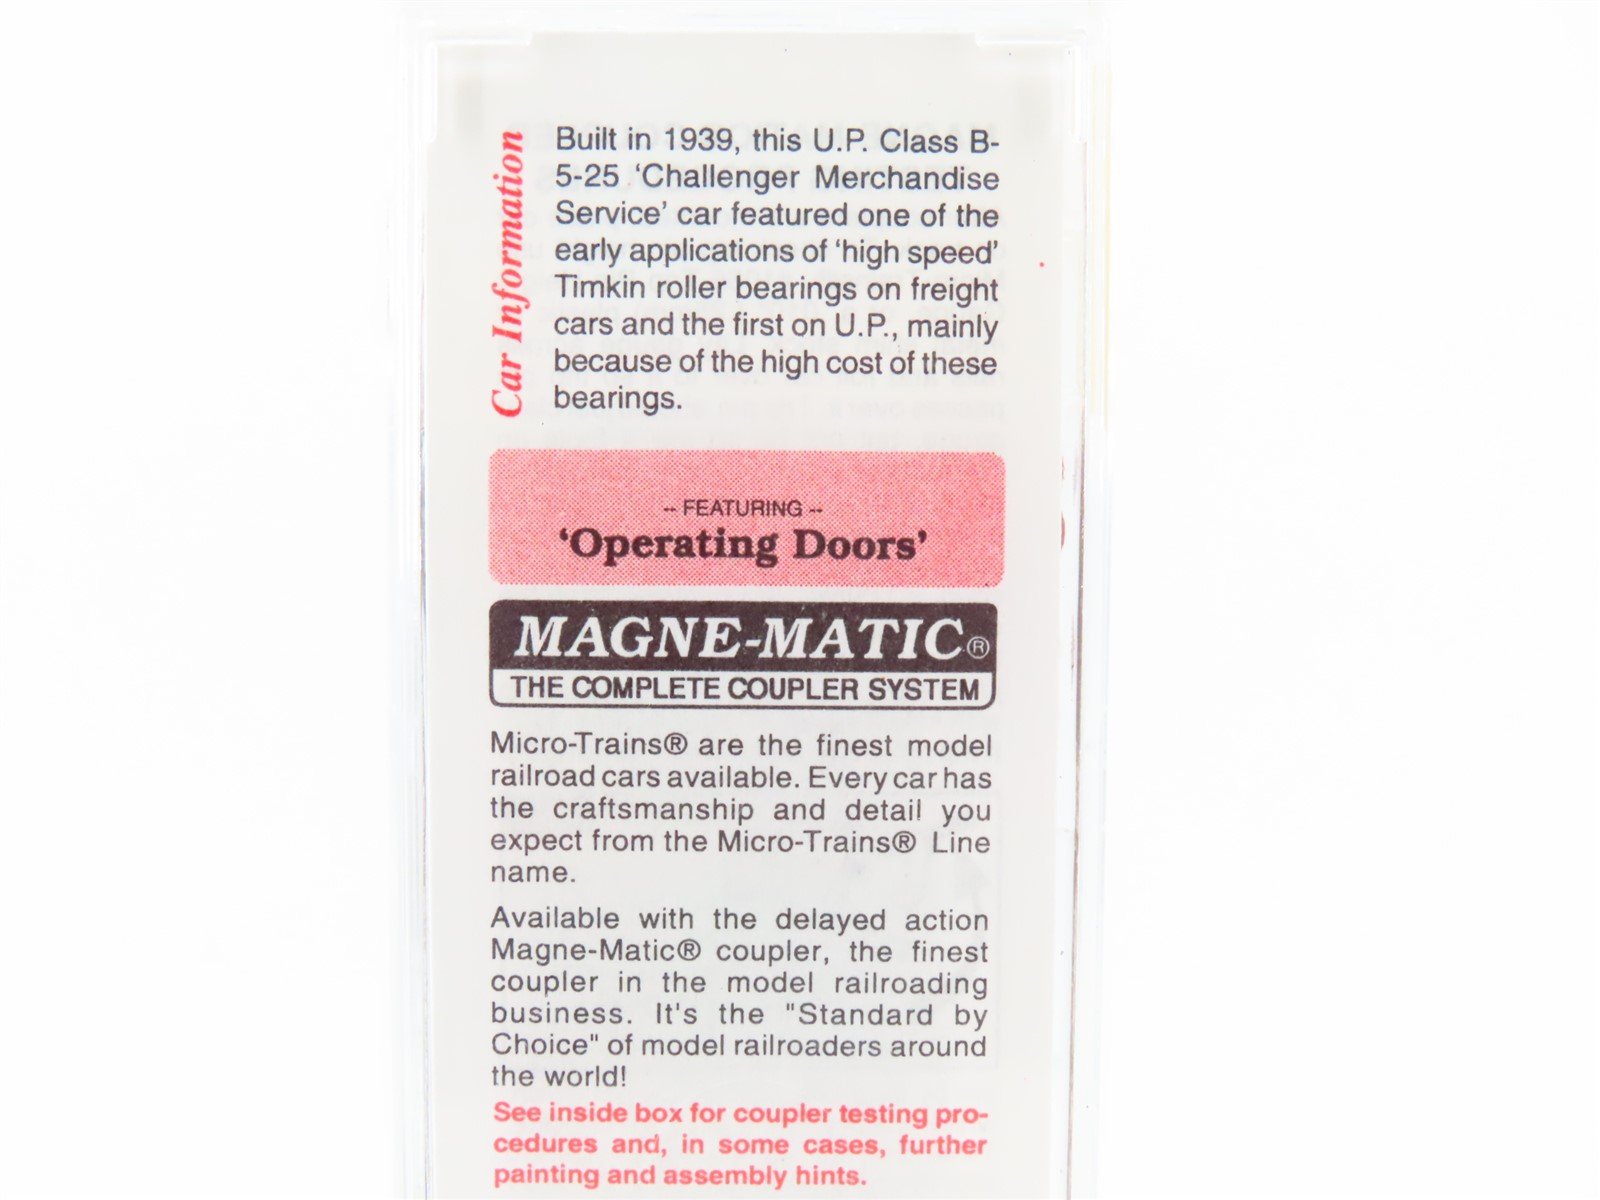 Car Information
Built in 1939, this U.P. Class B-
5-25 'Challenger Merchandise
Service' car featured one of the
early applications of 'high speed'
Timkin roller bearings on freight
cars and the first on U.P., mainly
because of the high cost of these
bearings.
-- FEATURING --
'Operating Doors'
MAGNE-MATIC®
THE COMPLETE COUPLER SYSTEM
Micro-Trains® are the finest model
railroad cars available. Every car has
the craftsmanship and detail you
expect from the Micro-Trains® Line
name.
Available with the delayed action
Magne-Matic® coupler, the finest
coupler in the model railroading
business. It's the "Standard by
Choice" of model railroaders around
the world!
See inside box for coupler testing pro-
cedures and, in some cases, further
painting and assembly hints.